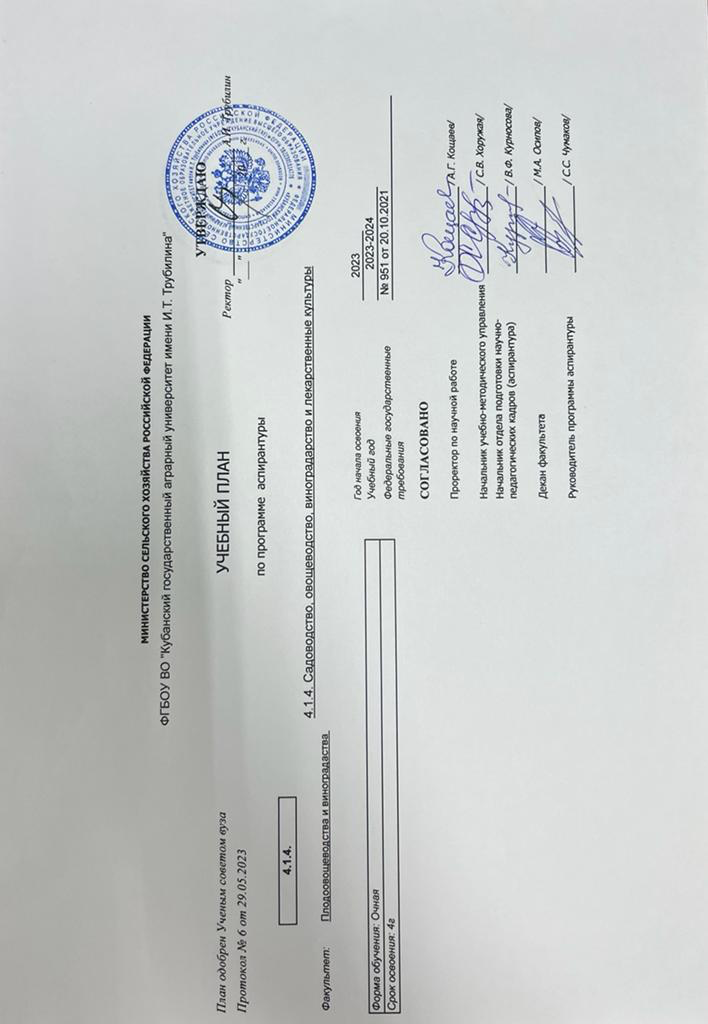 МИНИСТЕРСТВО СЕЛЬСКОГО ХОЗЯЙСТВА РОССИЙСКОЙ ФЕДЕРАЦИИ
ФГБОУ ВО "Кубанский государственный аграрный университет имени И.Т. Трубилина"
УТВЕРЖДАЮ
План одобрен Ученым советом вуза
Протокол № 6 от 29.05.2023
Ректор А.И. Трубилин
УЧЕБНЫЙ ПЛАН
по программе аспирантуры
4.1.4.
4.1.4. Садоводство, овощеводство, виноградарство и лекарственные культуры
Факультет: Плодоовощеводства и виноградаства
Форма обучения: Очная
Срок освоения: 4г
Год начала освоения 2023
Учебный год 2023-2024
Федеральные государственные требования № 951 от 20.10.2021
СОГЛАСОВАНО
Проректор по научной работе Кощаев /А.Г. Кощаев/
Начальник учебно-методического управления / С.В. Хоружая/
Начальник отдела подготовки научно-
педагогических кадров (аспирантура) / В.Ф. Курносова/
Декан факультета / М.А. Осипов/
Руководитель программы аспирантуры / С.С. Чумаков/